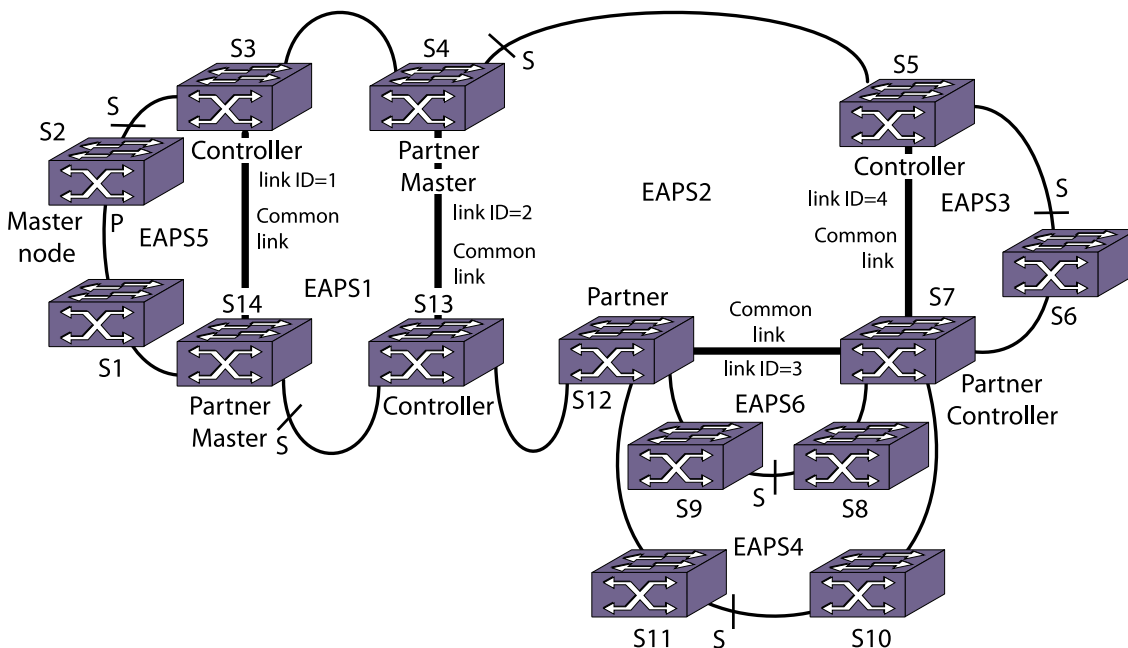 S3
S4
S
S5
S
S2
Controller
Partner
Master
Controller
link ID=1
link ID=2
link ID=4
EAPS2
EAPS3
S
Master
node
P
EAPS5
Common
link
Common
link
Common
link
S14
EAPS1
S13
Partner
Common
link
S7
S6
S1
link ID=3
Partner
Master
S
Controller
S12
EAPS6
Partner
Controller
S9
S
S8
EAPS4
S11
S
S10